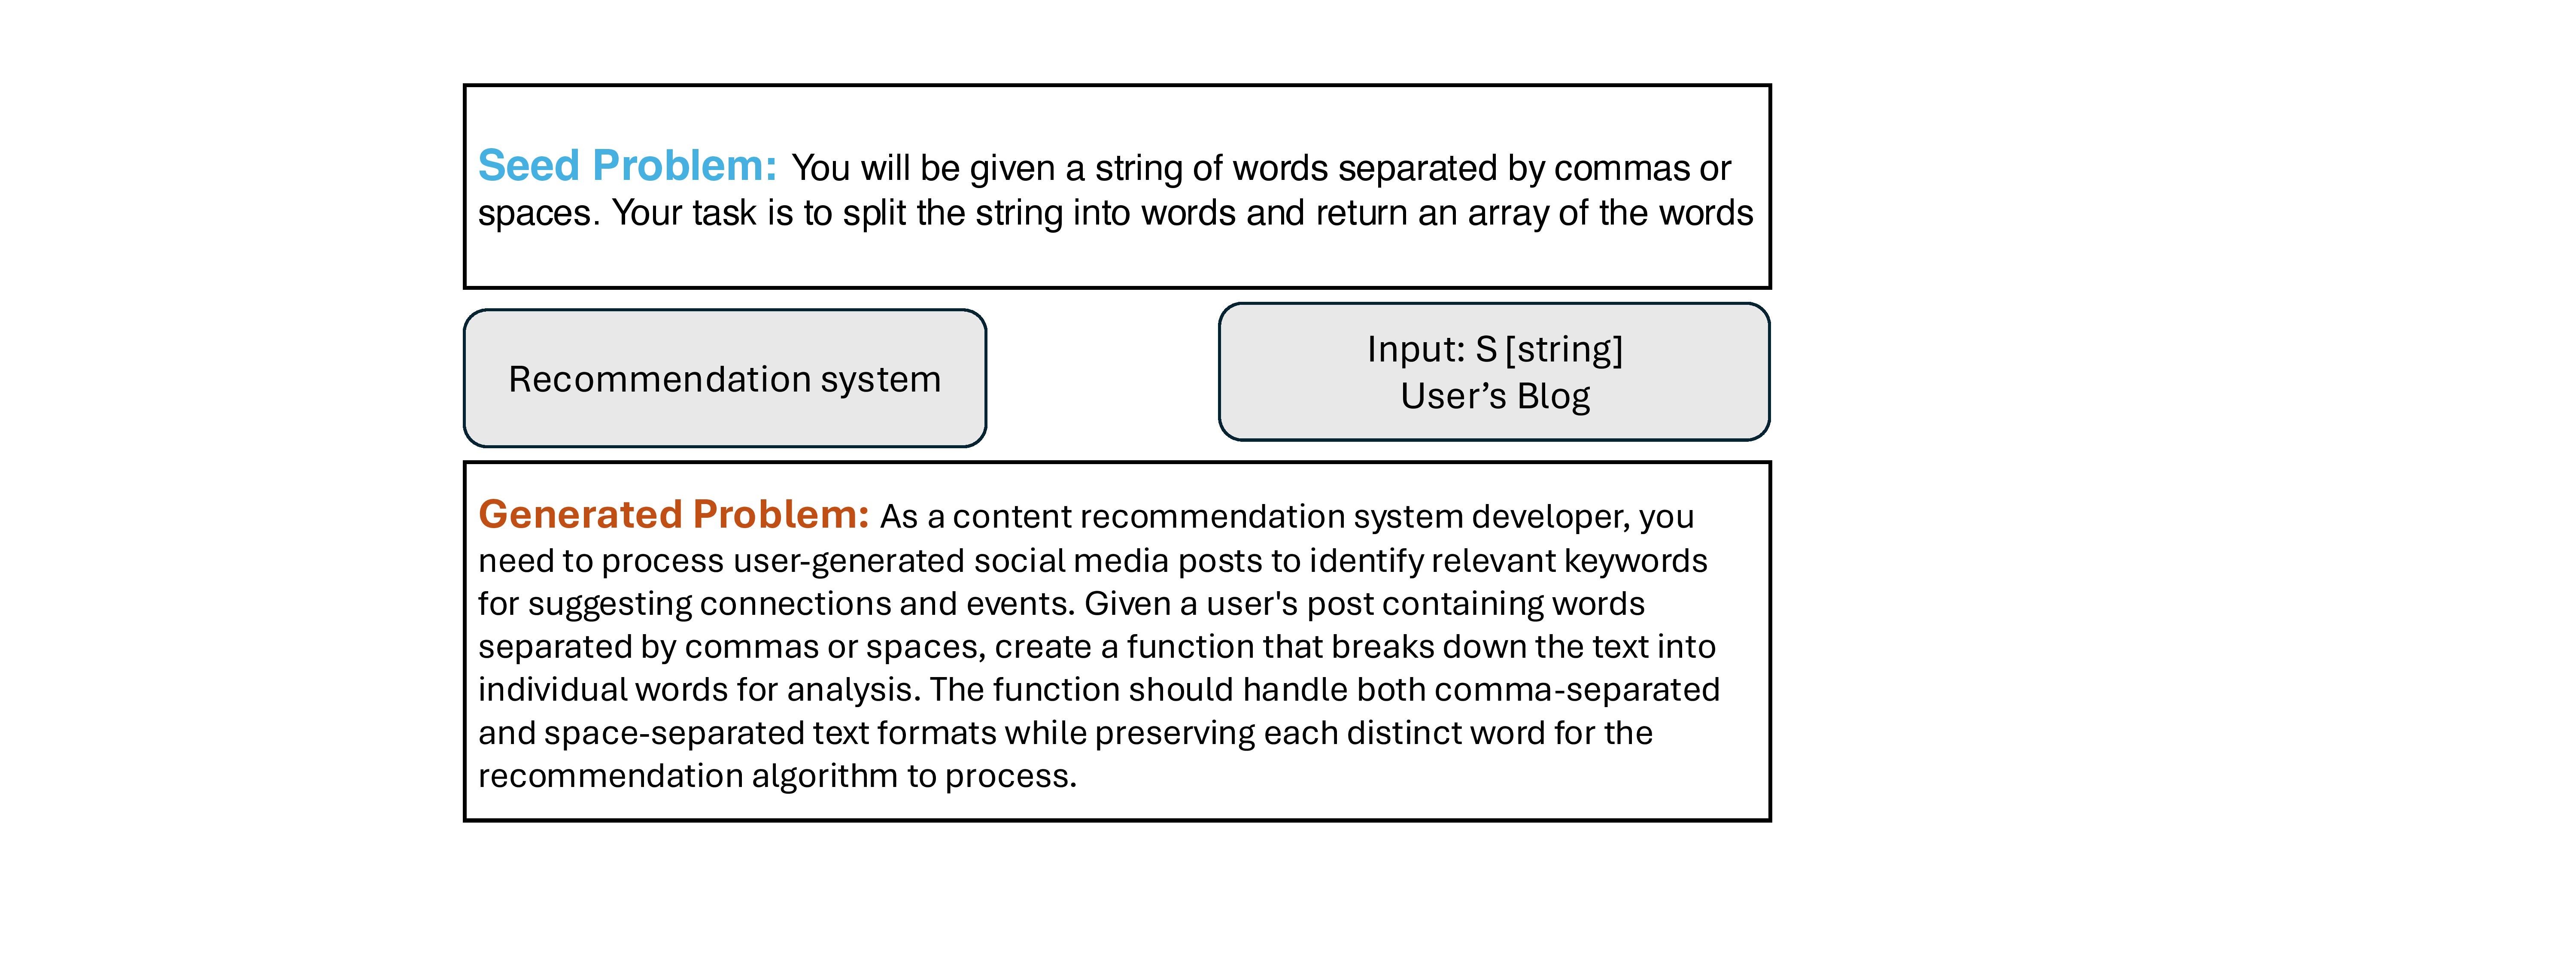 Seed Problem: You will be given a string of words separated by commas or
spaces. Your task is to split the string into words and return an array of the words
Recommendation system
Input: S [string]
User’s Blog
Generated Problem: As a content recommendation system developer, you
need to process user-generated social media posts to identify relevant keywords
for suggesting connections and events. Given a user's post containing words
separated by commas or spaces, create a function that breaks down the text into
individual words for analysis. The function should handle both comma-separated
and space-separated text formats while preserving each distinct word for the
recommendation algorithm to process.